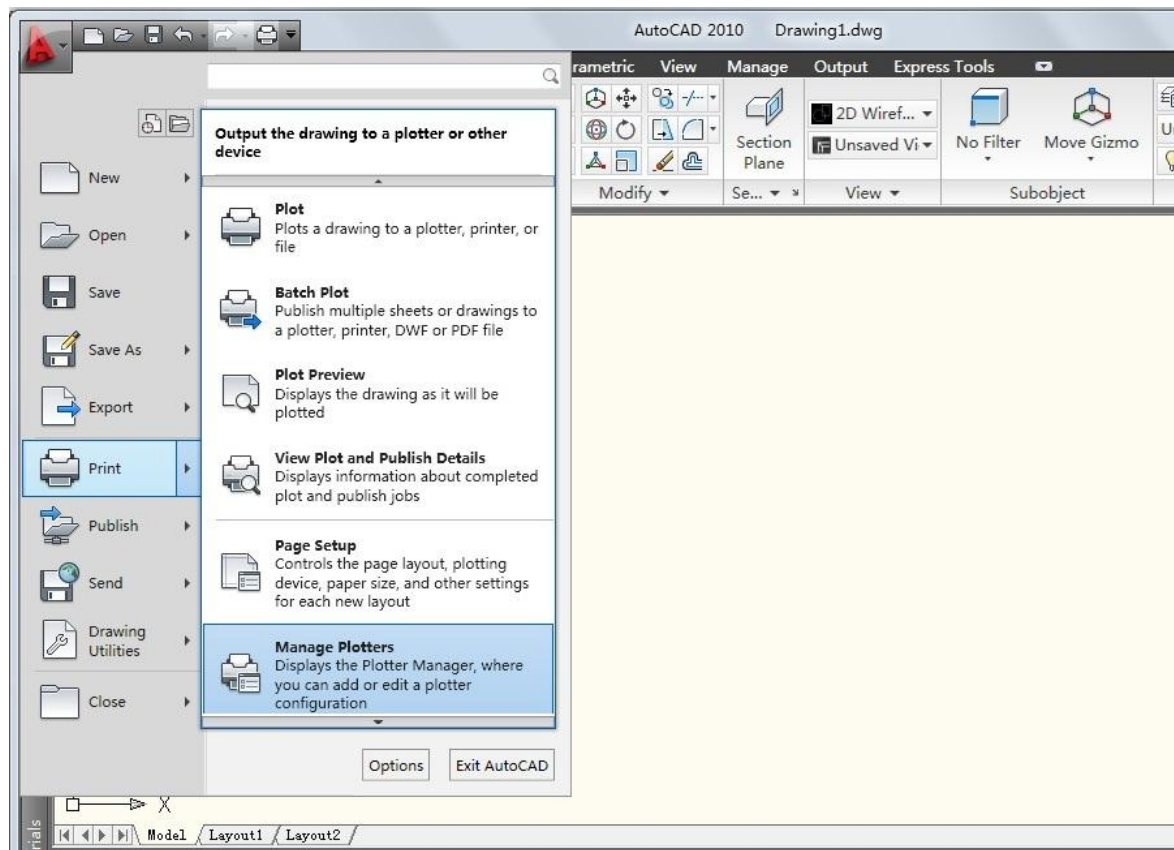 AutoCAD 2010 Drawing1.dwg
rametric View Manage Output Express Tools
Output the drawing to a plotter or other
device
New
Open
Save
Save As
Export
Print
Publish
Send
Drawing
Utilities
Close
Plot
Plots a drawing to a plotter, printer, or
file
Batch Plot
Publish multiple sheets or drawings to
a plotter, printer, DWF or PDF file
Plot Preview
Displays the drawing as it will be
plotted
View Plot and Publish Details
Displays information about completed
plot and publish jobs
Page Setup
Controls the page layout, plotting
device, paper size, and other settings
for each new layout
Manage Plotters
Displays the Plotter Manager, where
you can add or edit a plotter
configuration
Options Exit AutoCAD
Section
Plane
2D Wiref...
Unsaved Vi
No Filter
Move Gizmo
U
Modify Se... View Subobject
X
rials
Model Layout1 Layout2